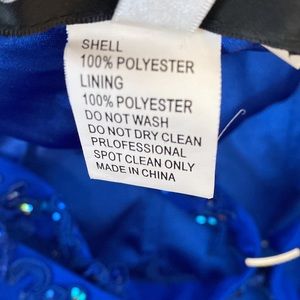 SHELL
100% POLYESTER
LINING
100% POLYESTER
DO NOT WASH
DO NOT DRY CLEAN
PRLOFESSIONAL
SPOT CLEAN ONLY
MADE IN CHINA